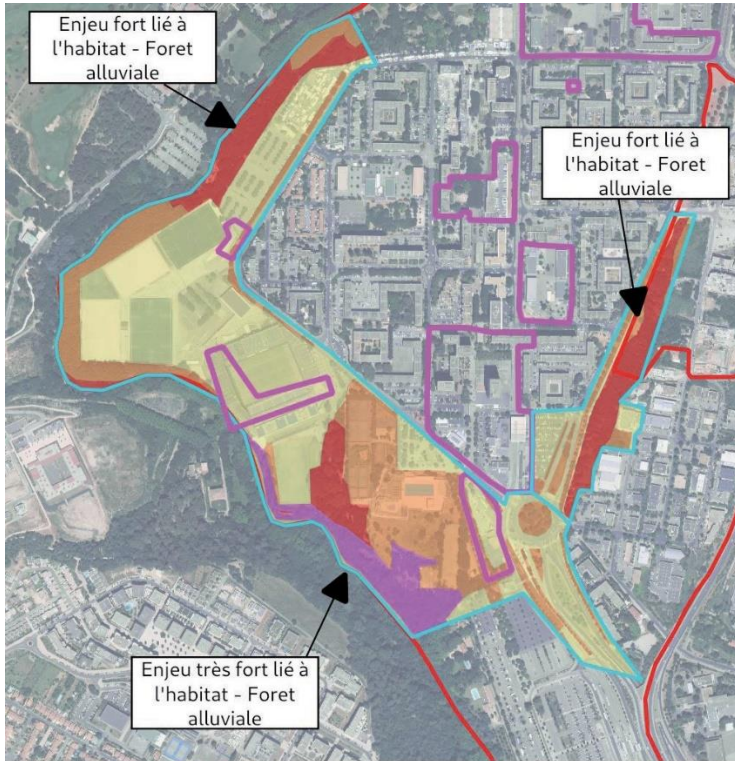 Enjeu fort lié à
l'habitat - Foret
alluviale
Enjeu fort lié à
l'habitat - Foret
alluviale
Enjeu très fort lié à
l'habitat - Foret
alluviale